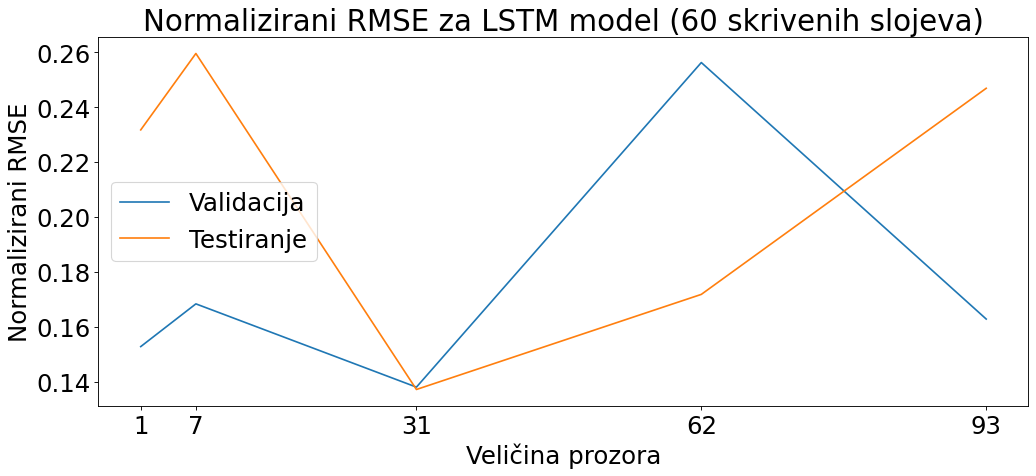 Normalizirani RMSE za LSTM model (60 skrivenih slojeva)
Normalizirani RMSE
0.26
0.24
0.22
0.20
0.18
0.16
0.14
Validacija
Testiranje
1 7 31 62 93
Veličina prozora